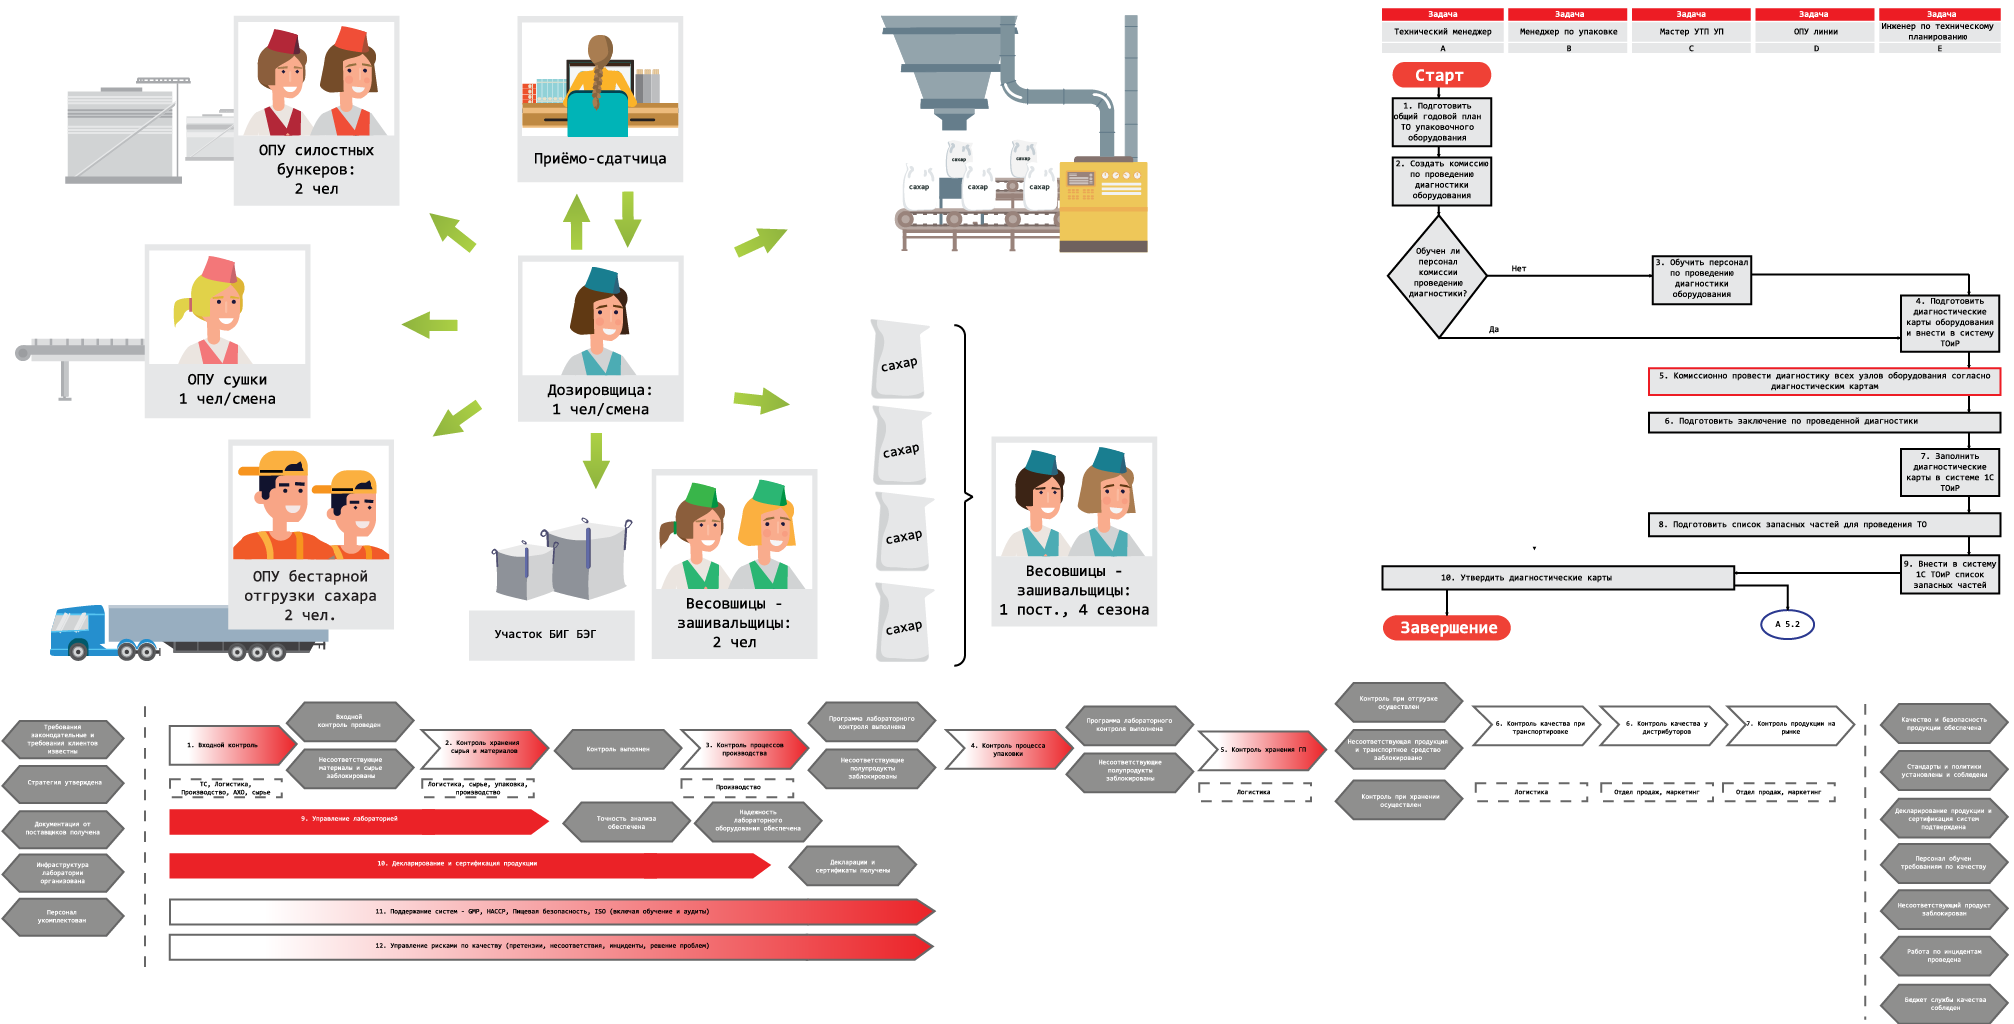 ОПУ силостных
бункеров:
2 чел
Приёмо-сдатчица
сахар
сахар
сахар
сахар
сахар
ОПУ сушки
1 чел/смена
Дозировщица:
1 чел/смена
ОПУ бестарной
отгрузки сахара
2 чел.
Участок БИГ БЭГ
Весовшицы -
зашивальщицы:
2 чел
сахар
сахар
сахар
сахар
Весовшицы -
зашивальщицы:
1 пост., 4 сезона
Задача
Технический менеджер
A
Задача
Менеджер по упаковке
B
Задача
Мастер УТП УП
C
Задача
ОПУ линии
D
Задача
Инженер по техническому
планированию
E
Старт
1. Подготовить
общий годовой план
ТО упаковочного
оборудования
2. Создать комиссию
по проведению
диагностики
оборудования
Обучен ли
персонал
комиссии
проведению
диагностики?
Нет
Да
3. Обучить персонал
по проведению
диагностики
оборудования
4. Подготовить
диагностические
карты оборудования
и внести в систему
ТОиР
5. Комиссионно провести диагностику всех узлов оборудования согласно
диагностическим картам
6. Подготовить заключение по проведенной диагностики
7. Заполнить
диагностические
карты в системе 1С
ТОиР
8. Подготовить список запасных частей для проведения ТО
9. Внести в систему
1С ТОиР список
запасных частей
10. Утвердить диагностические карты
Завершение
А 5.2
Требования
законодательные и
требования клиентов
известны
Стратегия утверждена
Документация от
поставщиков получена
Инфраструктура
лаборатория
организована
Персонал
укомплектован
1. Входной контроль
ТС, Логистика,
Производство, АХО, сырье
Входной
контроль проведен
Несоответствующие
материалы и сырье
заблокированы
2. Контроль хранения
сырья и материалов
Логистика, сырье, упаковка,
производство
Контроль выполнен
3. Контроль процессов
производства
Производство
Программа лабораторного
контроля выполнена
Несоответствующие
полупродукты
заблокированы
4. Контроль процесса
упаковки
Программа лабораторного
контроля выполнена
Несоответствующие
полупродукты
заблокированы
5. Контроль хранения ГП
Логистика
Контроль при отгрузке
осуществлен
Несоответствующая продукция
и транспортное средство
заблокировано
Контроль при хранении
осуществлен
6. Контроль качества при
транспортировке
Логистика
6. Контроль качества у
дистрибуторов
Отдел продаж, маркетинг
7. Контроль продукции на
рынке
Отдел продаж, маркетинг
9. Управление лабораторией
Точность анализа
обеспечена
Надежность
лабораторного
оборудования обеспечена
10. Декларирование и сертификация продукции
Декларации и
сертификаты получены
11. Поддержание систем - GMP, HACCP, Пищевая безопасность, ISO (включая обучение и аудиты)
12. Управление рисками по качеству (претензии, несоответствия, инциденты, решение проблем)
Качество и безопасность
продукции обеспечена
Стандарты и политики
установлены и соблюдены
Декларирование продукции и
сертификация систем
подтверждена
Персонал обучен
требованиям по качеству
Несоответствующий продукт
заблокирован
Работа по инцидентам
проведена
Бюджет службы качества
соблюден